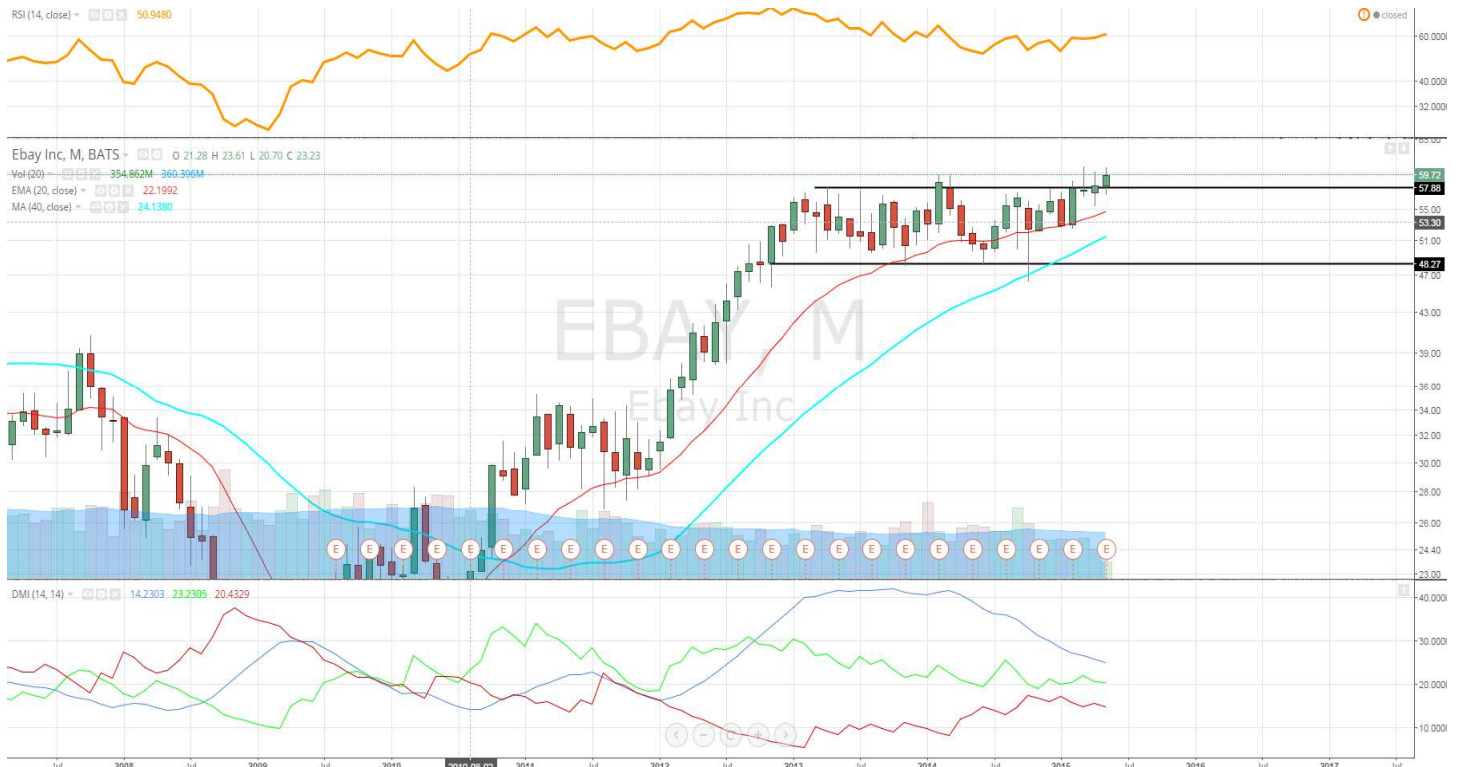 RSI (14, close) 50.9480
closed
60.0000
40.0000
32.0000
Ebay Inc, M, BATS O 21.28 H 23.61 L 20.70 C 23.23
Vol (20) 354.862M 360.396M
EMA (20, close) 22.1992
MA (40, close) 24.1380
63.00
59.72
57.88
55.00
53.30
51.00
48.27
47.00
43.00
39.00
36.00
34.00
32.00
30.00
28.00
26.00
24.40
23.00
EBAY, M
Ebay Inc
E E E E E E E E E E E E E E E E E E E E E E E E
DMI (14, 14) 14.2303 23.2305 20.4329
40.0000
30.0000
20.0000
10.0000
Jul 2008 Jul 2009 Jul 2010 2010-08-02 2011 Jul 2012 Jul 2013 Jul 2014 Jul 2015 Jul 2016 Jul 2017 Jul